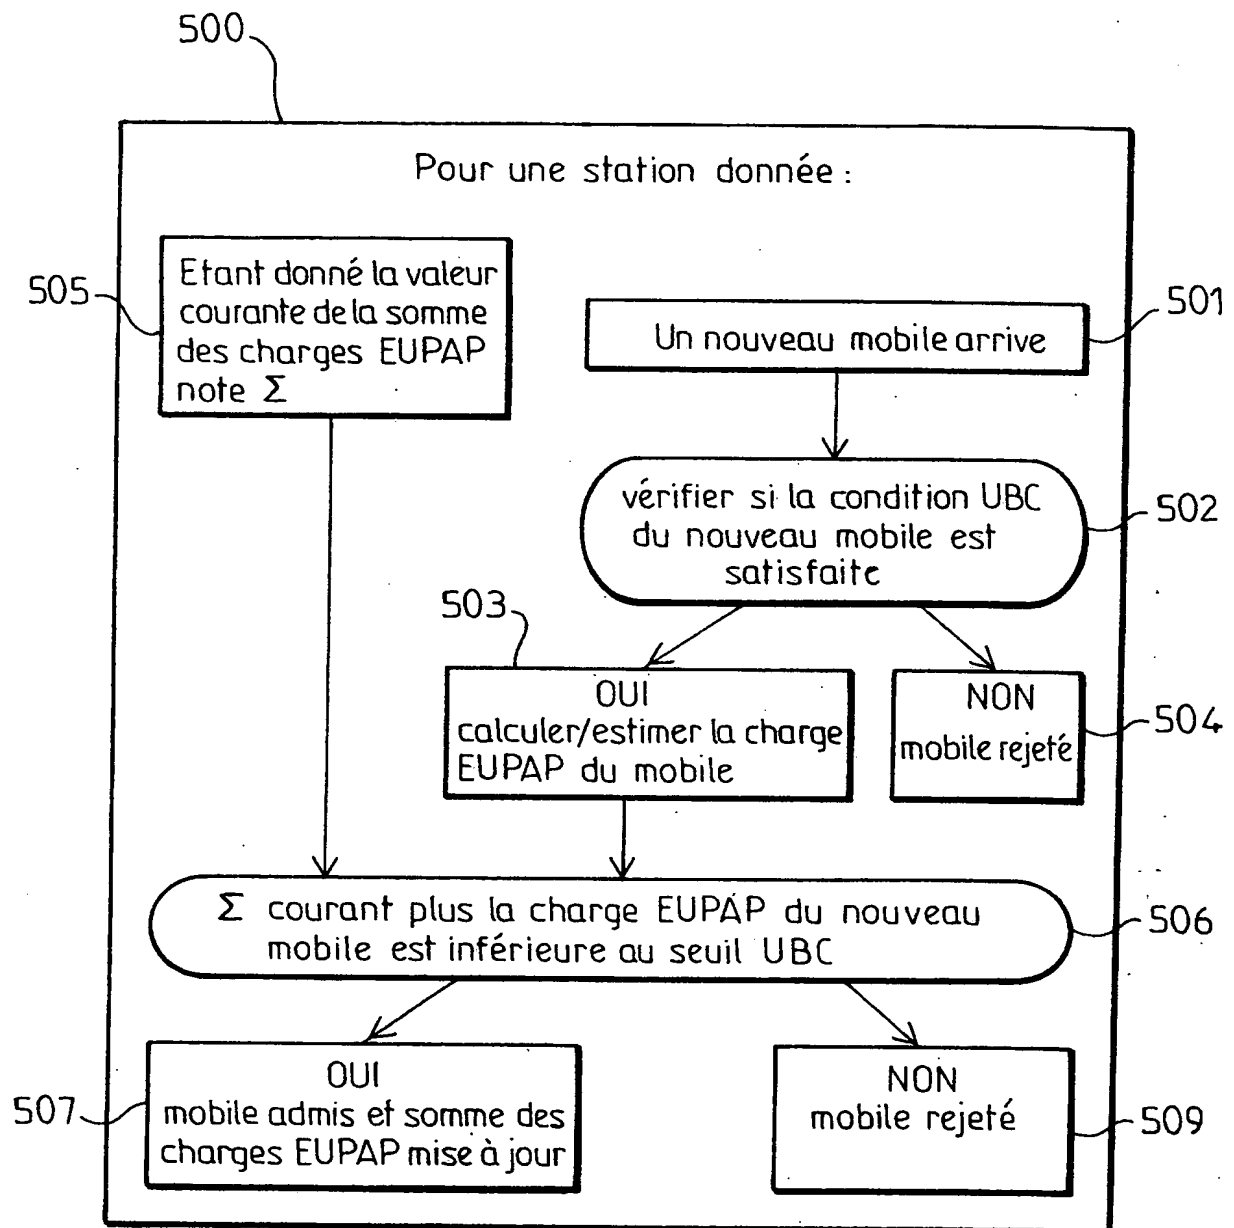 500
Pour une station donnée :
505
Etant donné la valeur
courante de la somme
des charges EUPAP
note Σ
501
Un nouveau mobile arrive
502
vérifier si la condition UBC
du nouveau mobile est
satisfaite
503
OUI
calculer/estimer la charge
EUPAP du mobile
NON
mobile rejeté
504
Σ courant plus la charge EUPAP du nouveau
mobile est inférieure au seuil UBC
506
507
OUI
mobile admis et somme des
charges EUPAP mise à jour
NON
mobile rejeté
509